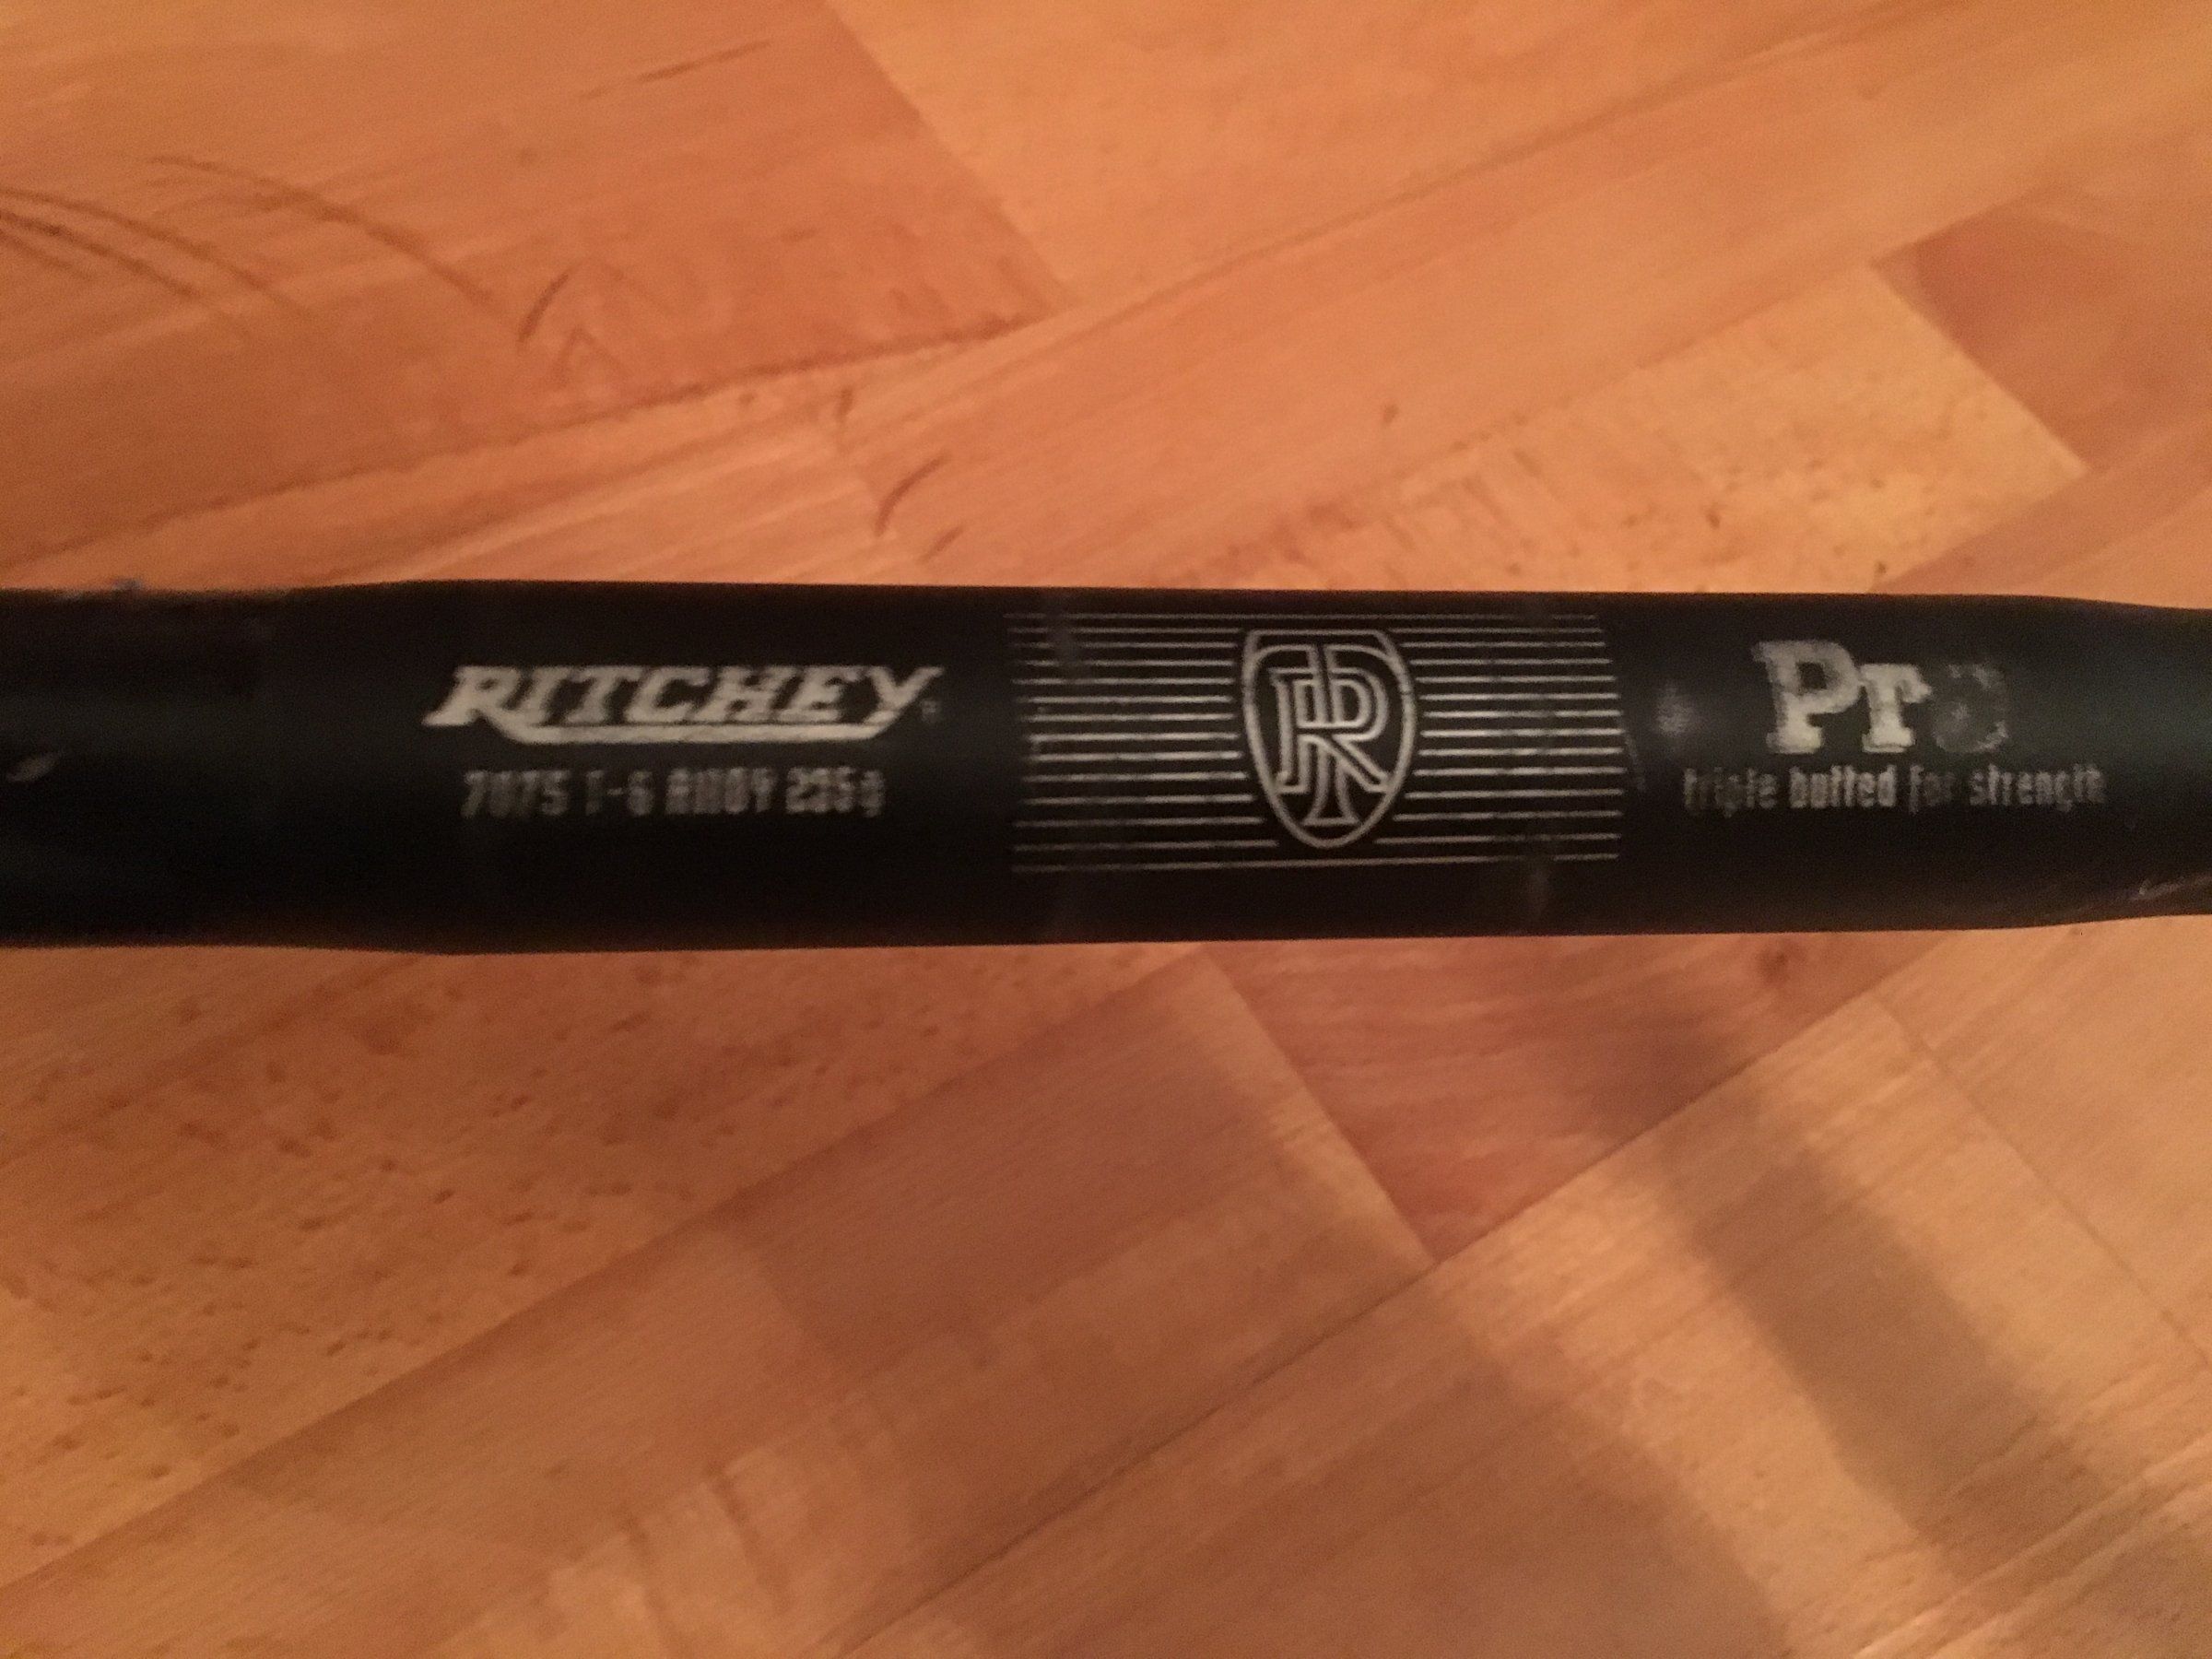 RITCHEY
7075 T-6 Alloy 235g
R
Pro
triple butted for strength